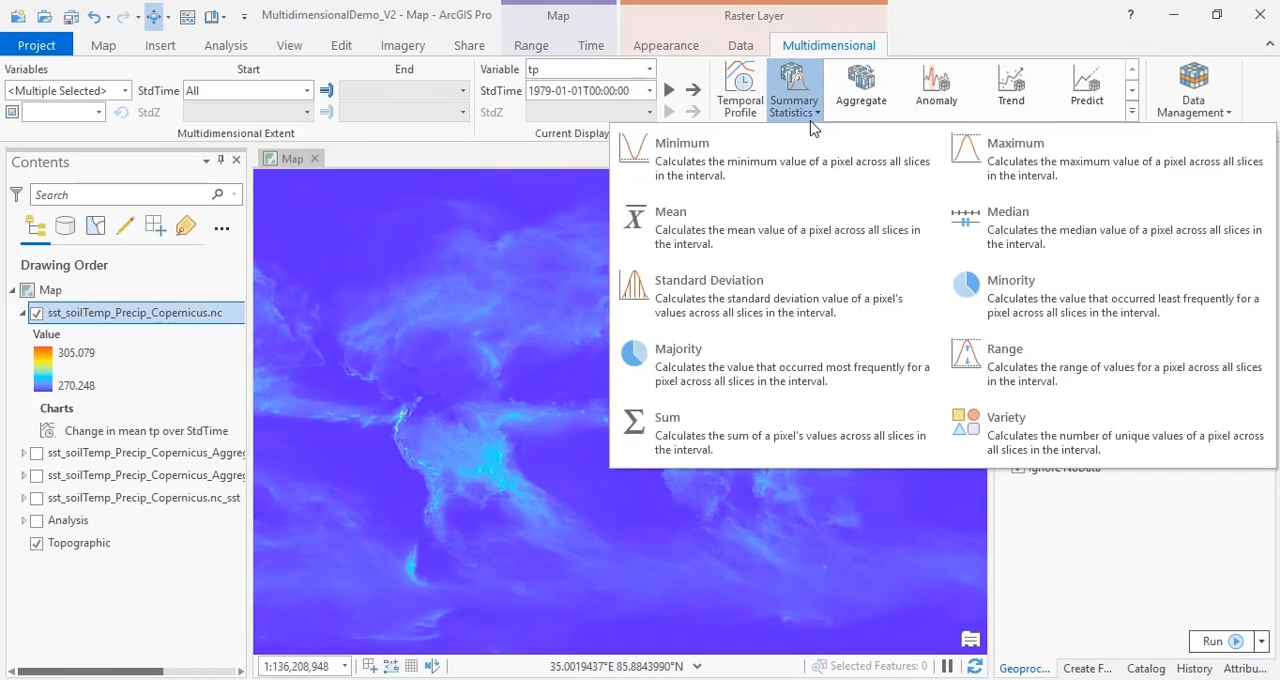 MultidimensionalDemo_V2 - Map - ArcGIS Pro
Map
Raster Layer
?
Project
Map
Insert
Analysis
View
Edit
Imagery
Share
Range
Time
Appearance
Data
Multidimensional
Variables
Start
End
<Multiple Selected>
StdTime
All
StdZ
Multidimensional Extent
Variable
tp
StdTime
1979-01-01T00:00:00
StdZ
Current Displa
Temporal
Profile
Summary
Statistics
Aggregate
Anomaly
Trend
Predict
Data
Management
Contents
Search
Drawing Order
Map
sst_soilTemp_Precip_Copernicus.nc
Value
305.079
270.248
Charts
Change in mean tp over StdTime
sst_soilTemp_Precip_Copernicus_Aggre
sst_soilTemp_Precip_Copernicus_Aggre
sst_soilTemp_Precip_Copernicus.nc_sst
Analysis
Topographic
Map
Minimum
Calculates the minimum value of a pixel across all slices
in the interval.
Maximum
Calculates the maximum value of a pixel across all slices
in the interval.
Mean
Calculates the mean value of a pixel across all slices
in the interval.
Median
Calculates the median value of a pixel across all slices
in the interval.
Standard Deviation
Calculates the standard deviation value of a pixel's
values across all slices in the interval.
Minority
Calculates the value that occurred least frequently for a
pixel across all slices in the interval.
Majority
Calculates the value that occurred most frequently for a
pixel across all slices in the interval.
Range
Calculates the range of values for a pixel across all slices
in the interval.
Sum
Calculates the sum of a pixel's values across all slices in
the interval.
Variety
Calculates the number of unique values of a pixel across
all slices in the interval.
Ignore NoData
Run
1:136,208,948
35.0019437°E 85.8843990°N
Selected Features: 0
Geoproc...
Create F...
Catalog
History
Attribu...